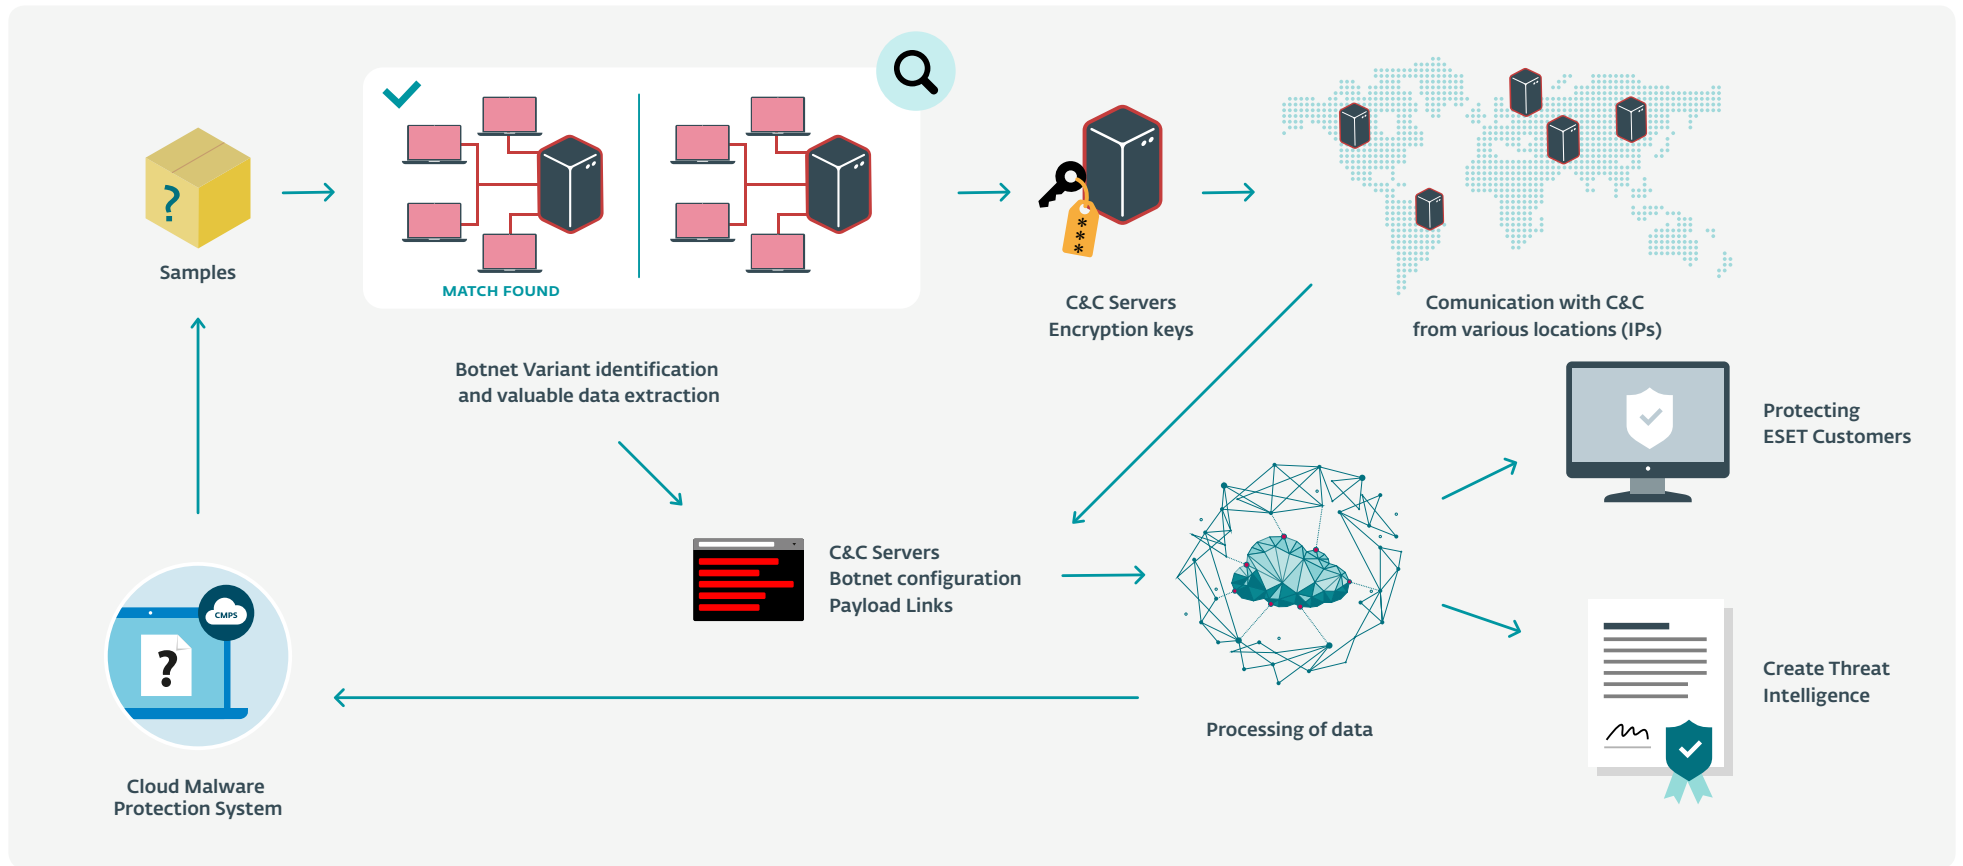 ?
Samples
MATCH FOUND
Botnet Variant identification
and valuable data extraction
***
C&C Servers
Encryption keys
Comunication with C&C
from various locations (IPs)
Protecting
ESET Customers
C&C Servers
Botnet configuration
Payload Links
Processing of data
Create Threat
Intelligence
CMPS
?
Cloud Malware
Protection System